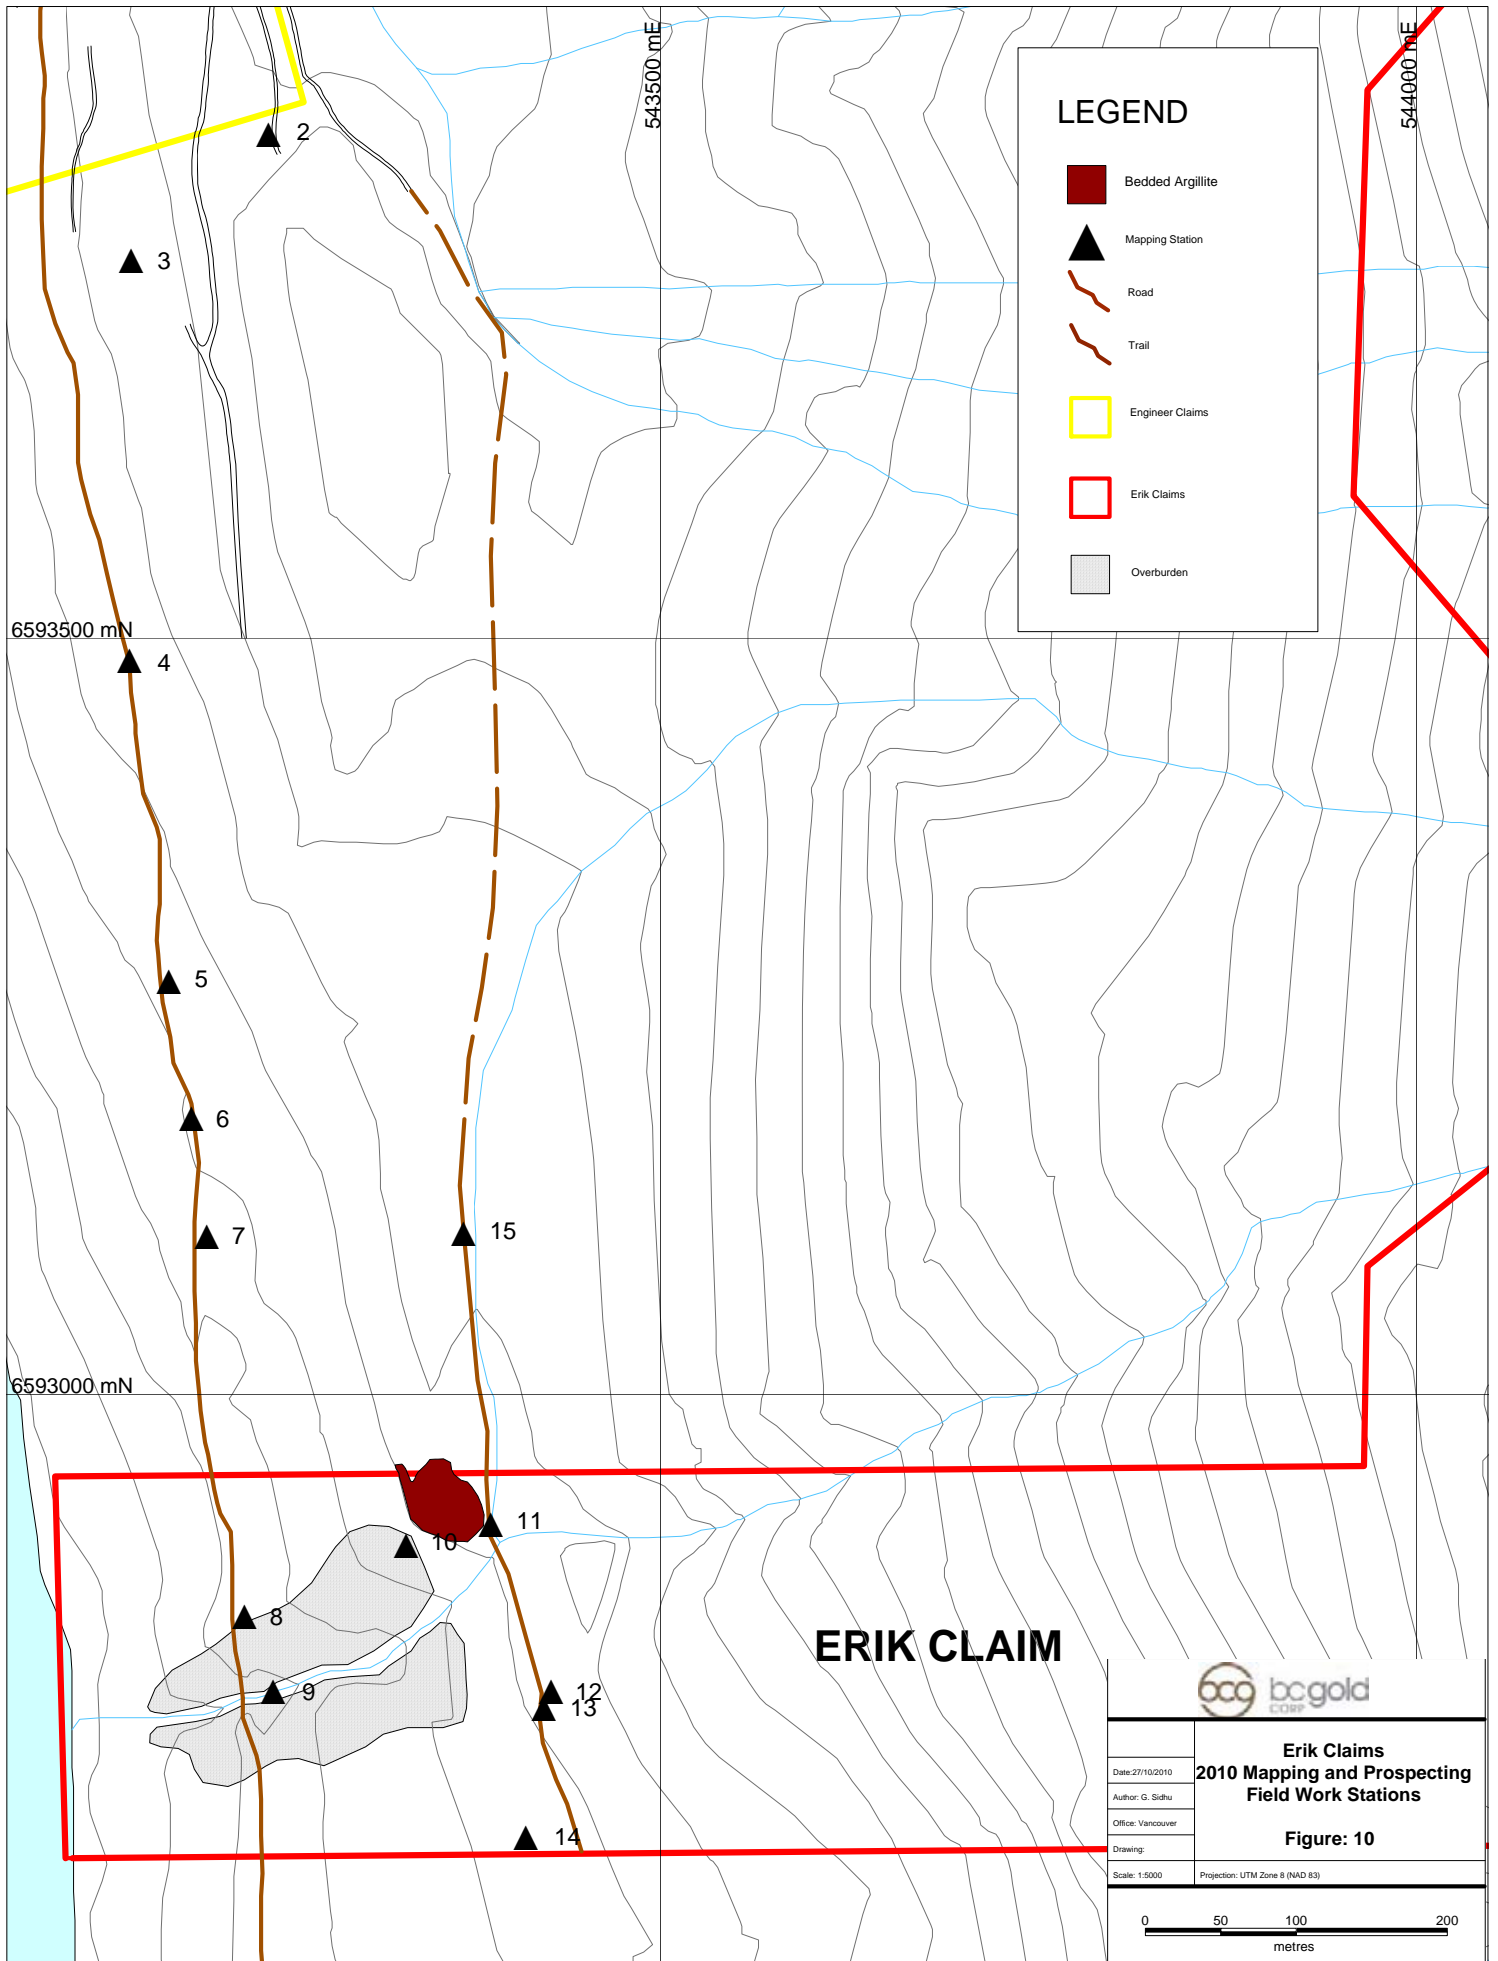 543500 mE
544000 mE
LEGEND
Bedded Argillite
Mapping Station
Road
Trail
Engineer Claims
Erik Claims
Overburden
2
3
6593500 mN
4
5
6
7
15
6593000 mN
11
10
8
9
12
13
14
ERIK CLAIM
bcg bcgold
CORP
Erik Claims
2010 Mapping and Prospecting
Field Work Stations
Figure: 10
Date:27/10/2010
Author: G. Sidhu
Office: Vancouver
Drawing:
Scale: 1:5000
Projection: UTM Zone 8 (NAD 83)
0 50 100 200
metres